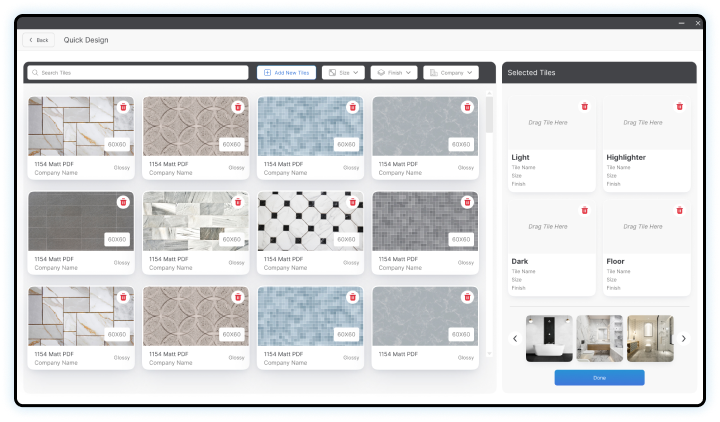 Back Quick Design
Search Tiles Add New Tiles Size Finish Company
60X60 60X60 60X60 60X60
1154 Matt PDF Glossy 1154 Matt PDF Glossy 1154 Matt PDF Glossy 1154 Matt PDF Glossy
Company Name Company Name Company Name Company Name
60X60 60X60 60X60 60X60
1154 Matt PDF Glossy 1154 Matt PDF Glossy 1154 Matt PDF Glossy 1154 Matt PDF Glossy
Company Name Company Name Company Name Company Name
60X60 60X60 60X60 60X60
1154 Matt PDF Glossy 1154 Matt PDF Glossy 1154 Matt PDF Glossy 1154 Matt PDF Glossy
Company Name Company Name Company Name
Selected Tiles
Drag Tile Here Drag Tile Here
Light Highlighter
Tile Name Tile Name
Size Size
Finish Finish
Drag Tile Here Drag Tile Here
Dark Floor
Tile Name Tile Name
Size Size
Finish Finish
Done